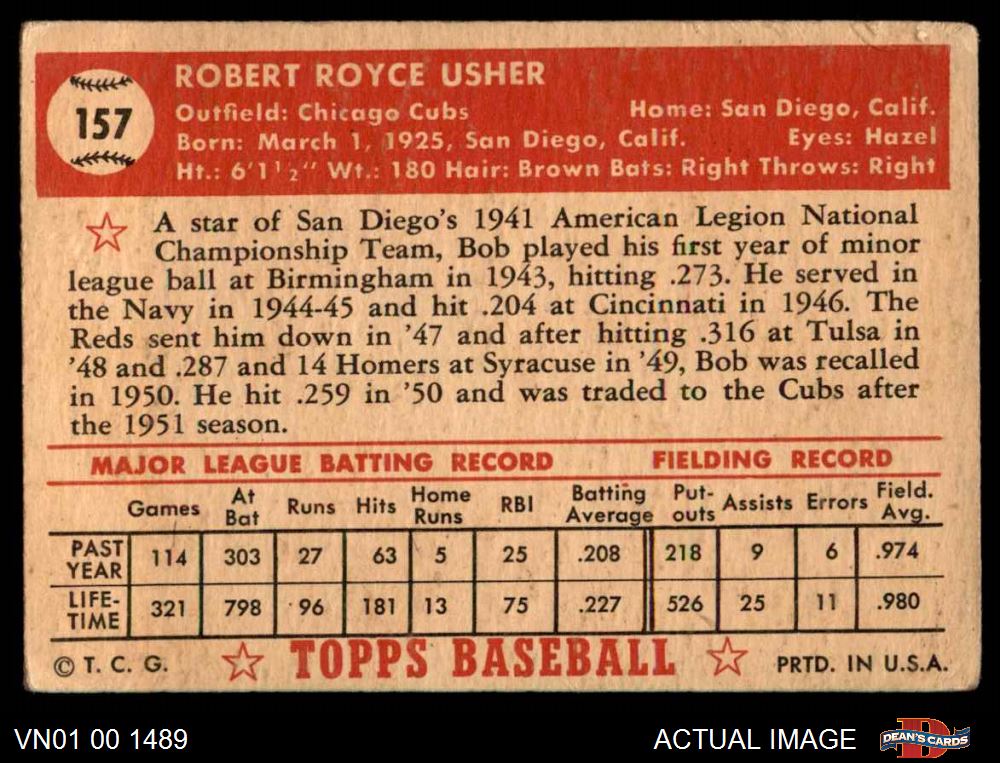 157
ROBERT ROYCE USHER
Outfield: Chicago Cubs Home: San Diego, Calif.
Born: March 1, 1925, San Diego, Calif. Eyes: Hazel
Ht.: 6'1½" Wt.: 180 Hair: Brown Bats: Right Throws: Right
A star of San Diego's 1941 American Legion National
Championship Team, Bob played his first year of minor
league ball at Birmingham in 1943, hitting .273. He served in
the Navy in 1944-45 and hit .204 at Cincinnati in 1946. The
Reds sent him down in '47 and after hitting .316 at Tulsa in
'48 and .287 and 14 Homers at Syracuse in '49, Bob was recalled
in 1950. He hit .259 in '50 and was traded to the Cubs after
the 1951 season.
MAJOR LEAGUE BATTING RECORD FIELDING RECORD
Games At Bat Runs Hits Home Runs RBI Batting Average Put-outs Assists Errors Field. Avg.
PAST YEAR 114 303 27 63 5 25 .208 218 9 6 .974
LIFE-TIME 321 798 96 181 13 75 .227 526 25 11 .980
© T. C. G. TOPPS BASEBALL PRTD. IN U.S.A.
VN01 00 1489 ACTUAL IMAGE DEAN'S CARDS